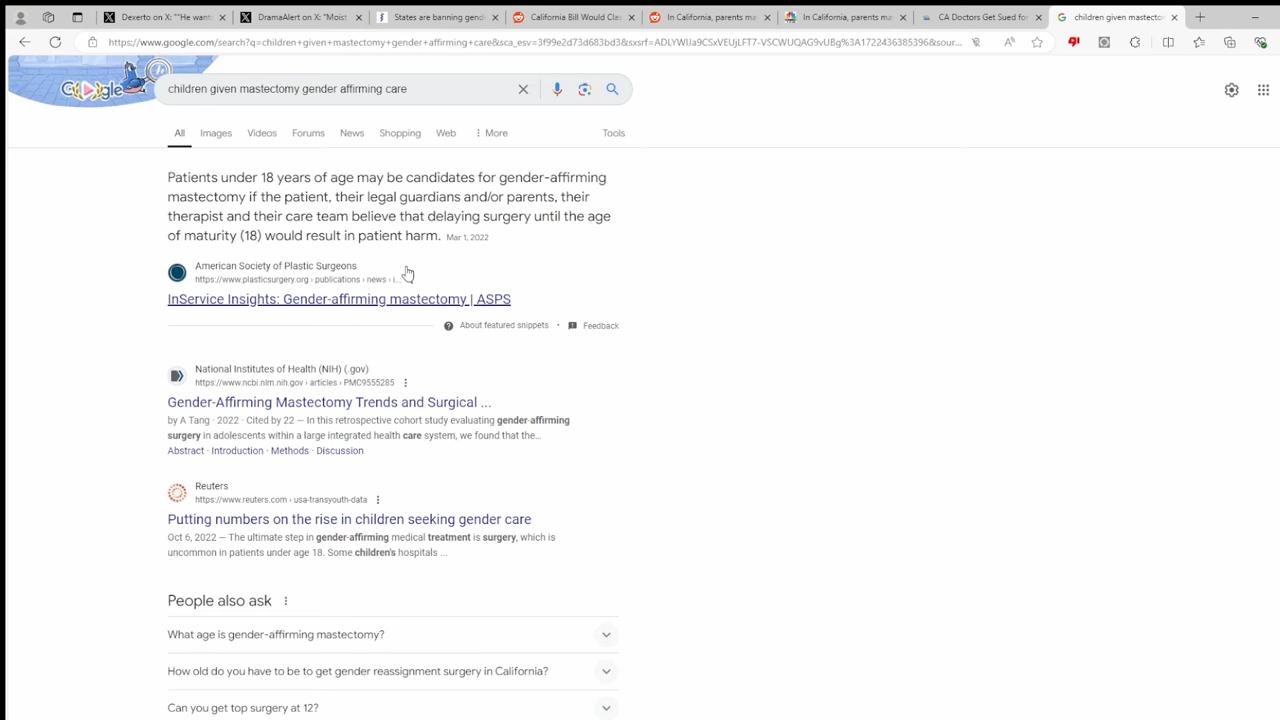 Dexerto on X: ""He want
DramaAlert on X: "Moist
States are banning gend
California Bill Would Clas
In California, parents ma
In California, parents ma
CA Doctors Get Sued for
children given mastectom
https://www.google.com/search?q=children+given+mastectomy+gender+affirming+care&sca_esv=3f99e2d73d683bd3&sxsrf=ADLYWIJa9CSxVEUjLFT7-VSCWUQAG9vUBg%3A1722436385396&sour...
Google
children given mastectomy gender affirming care
All
Images
Videos
Forums
News
Shopping
Web
More
Tools
Patients under 18 years of age may be candidates for gender-affirming
mastectomy if the patient, their legal guardians and/or parents, their
therapist and their care team believe that delaying surgery until the age
of maturity (18) would result in patient harm. Mar 1, 2022
American Society of Plastic Surgeons
https://www.plasticsurgery.org › publications › news › i...
InService Insights: Gender-affirming mastectomy | ASPS
About featured snippets • Feedback
National Institutes of Health (NIH) (.gov)
https://www.ncbi.nlm.nih.gov › articles › PMC9555285
Gender-Affirming Mastectomy Trends and Surgical ...
by A Tang · 2022 · Cited by 22 — In this retrospective cohort study evaluating gender-affirming
surgery in adolescents within a large integrated health care system, we found that the...
Abstract · Introduction · Methods · Discussion
Reuters
https://www.reuters.com › usa-transyouth-data
Putting numbers on the rise in children seeking gender care
Oct 6, 2022 — The ultimate step in gender-affirming medical treatment is surgery, which is
uncommon in patients under age 18. Some children's hospitals ...
People also ask
What age is gender-affirming mastectomy?
How old do you have to be to get gender reassignment surgery in California?
Can you get top surgery at 12?